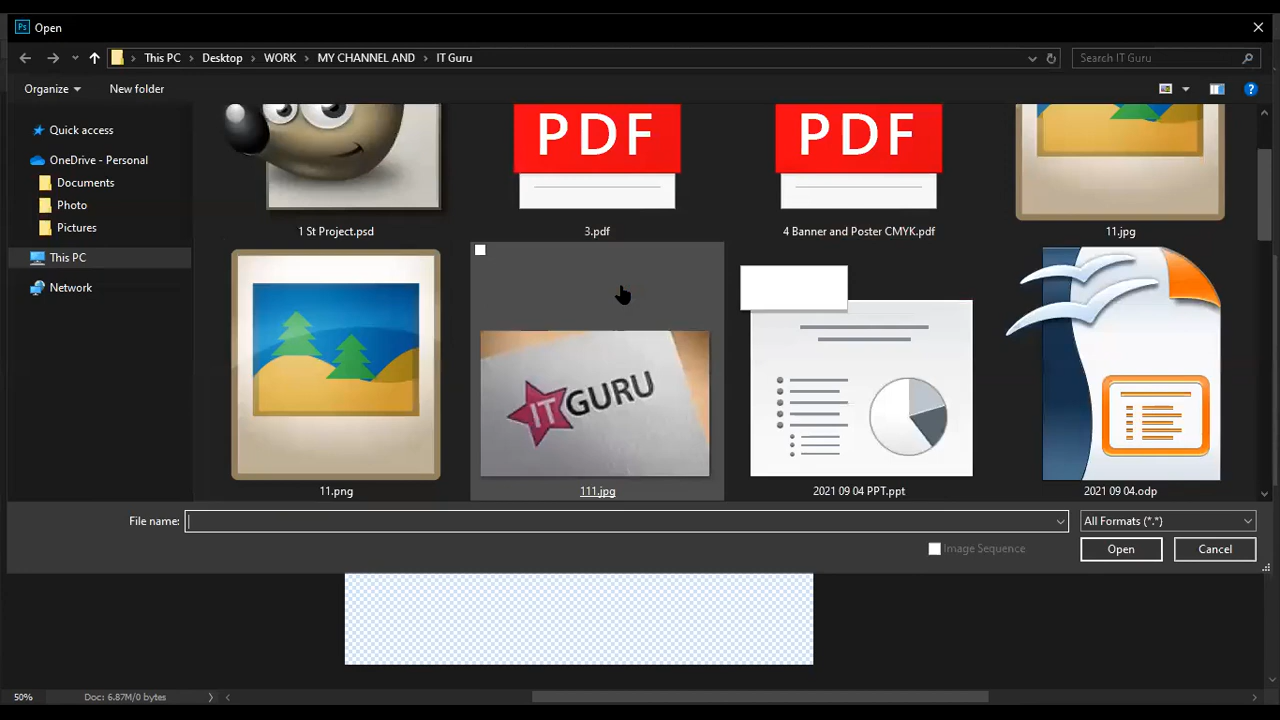 Ps Open
This PC Desktop WORK MY CHANNEL AND IT Guru Search IT Guru
Organize New folder ?
Quick access
OneDrive - Personal
Documents
Photo
Pictures
This PC
Network
PDF PDF
1 St Project.psd 3.pdf 4 Banner and Poster CMYK.pdf 11.jpg
IT GURU
11.png 111.jpg 2021 09 04 PPT.ppt 2021 09 04.odp
File name: All Formats (*.*)
Image Sequence Open Cancel
50% Doc: 6.87M/0 bytes